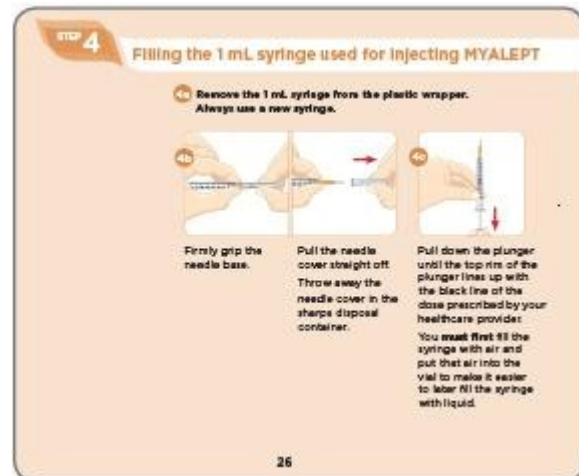 STEP 4
Filling the 1 mL syringe used for injecting MYALEPT
4a Remove the 1 mL syringe from the plastic wrapper.
Always use a new syringe.
4b
4c
Firmly grip the
needle base.
Pull the needle
cover straight off.
Throw away the
needle cover in the
sharps disposal
container.
Pull down the plunger
until the top rim of the
plunger lines up with
the black line of the
dose prescribed by your
healthcare provider.
You must first fill the
syringe with air and
put that air into the
vial to make it easier
to later fill the syringe
with liquid.
26